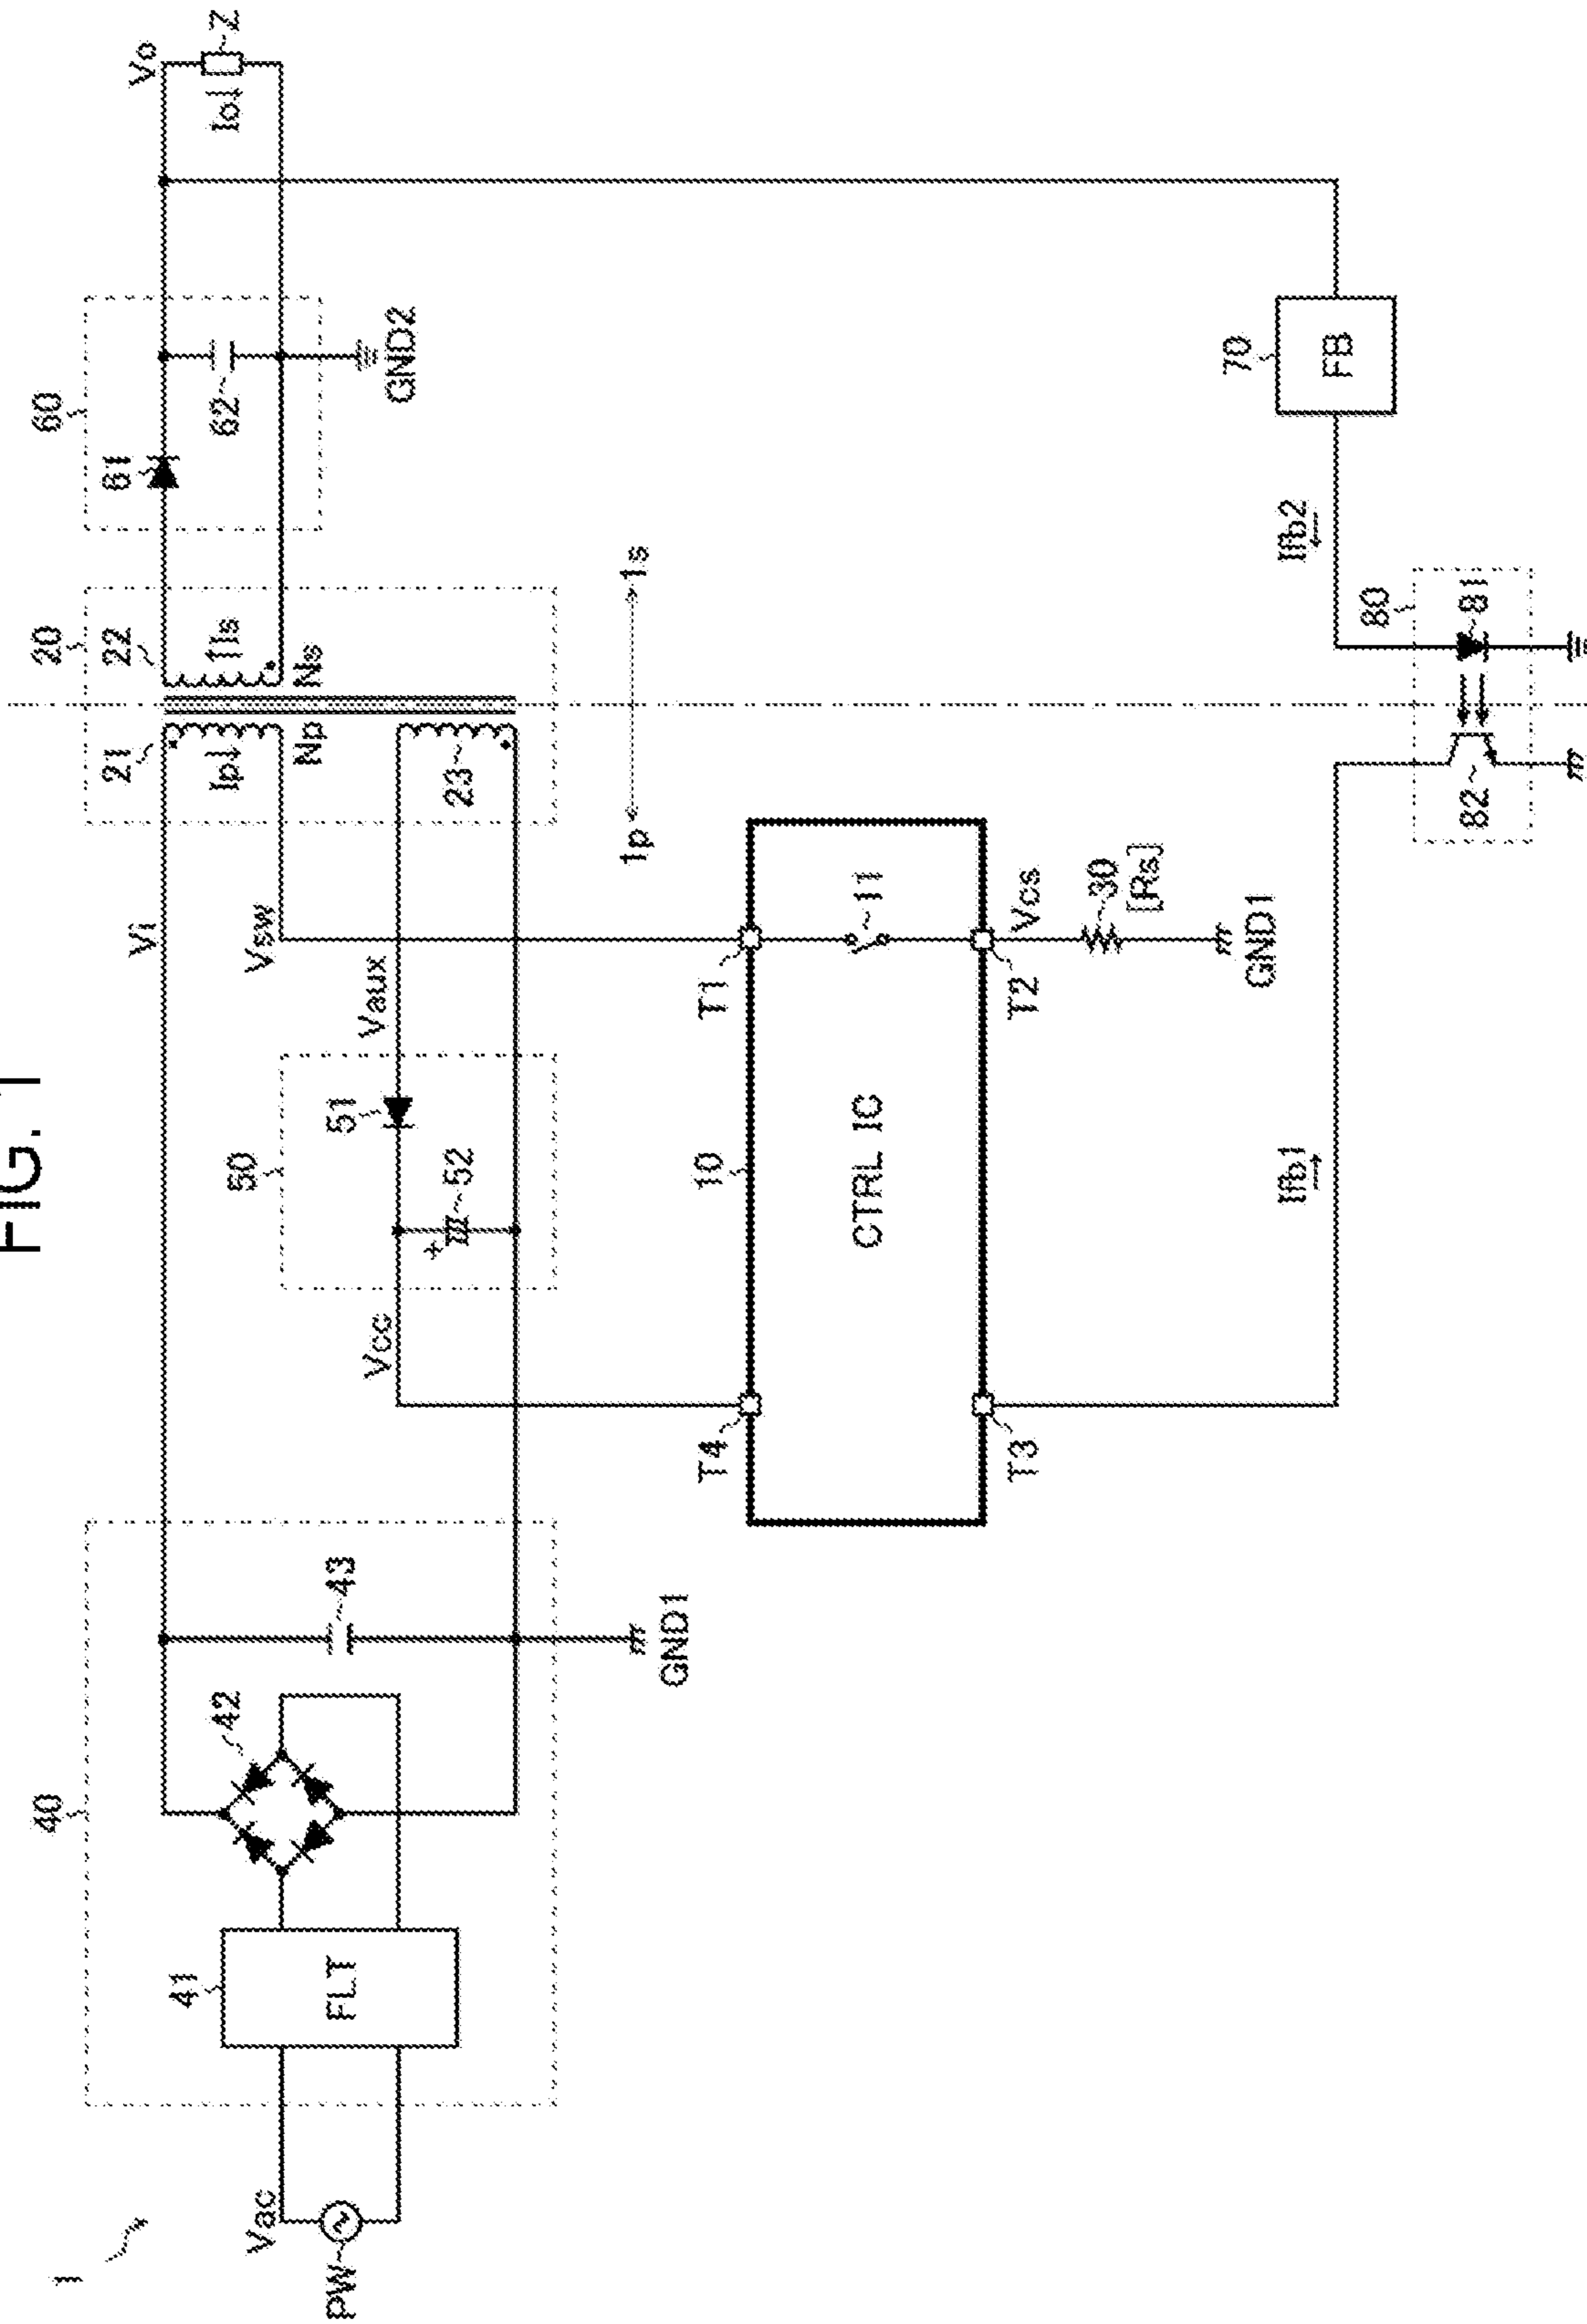 FIG. 1
1
40
20
60
41
42
21
22
61
Vi
Vo
Vac
PW
FLT
43
GND1
50
51
52
Vcc
Vaux
Vsw
Ip↓
↑Is
Np
Ns
23
62
GND2
Io↓
Z
1p
1s
T4
10
T1
CTRL IC
11
T3
T2
Vcs
30
[Rs]
GND1
Ifb1
Ifb2
70
FB
80
82
81